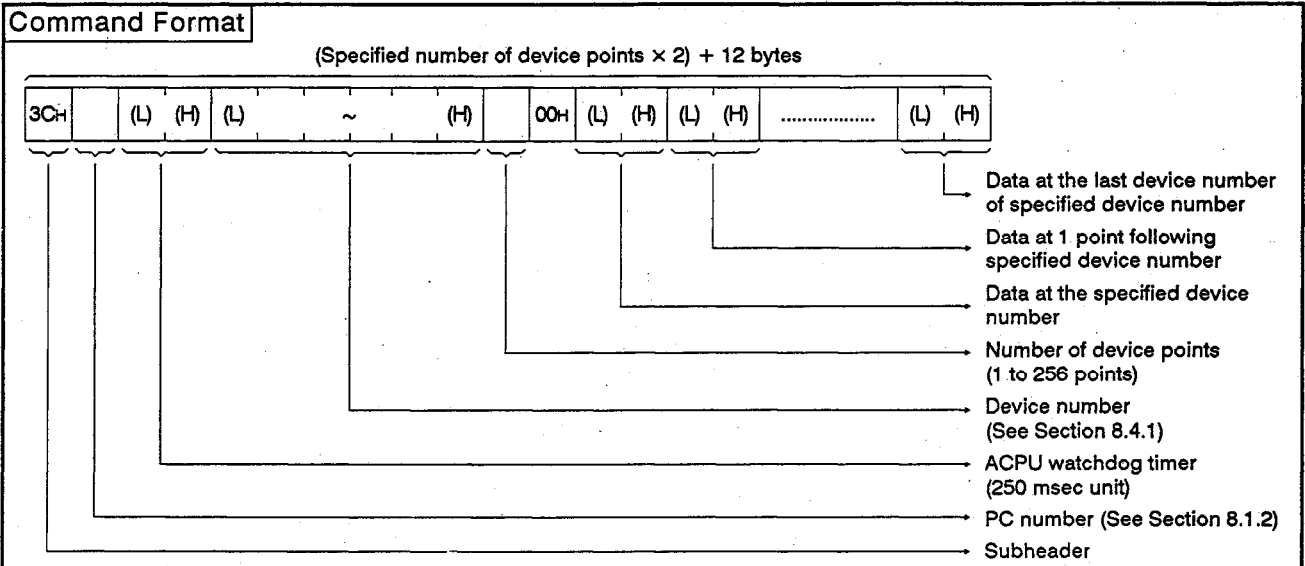 Command Format
(Specified number of device points × 2) + 12 bytes
3CH (L) (H) (L) ~ (H) 00H (L) (H) (L) (H) .................. (L) (H)
Data at the last device number
of specified device number
Data at 1 point following
specified device number
Data at the specified device
number
Number of device points
(1 to 256 points)
Device number
(See Section 8.4.1)
ACPU watchdog timer
(250 msec unit)
PC number (See Section 8.1.2)
Subheader